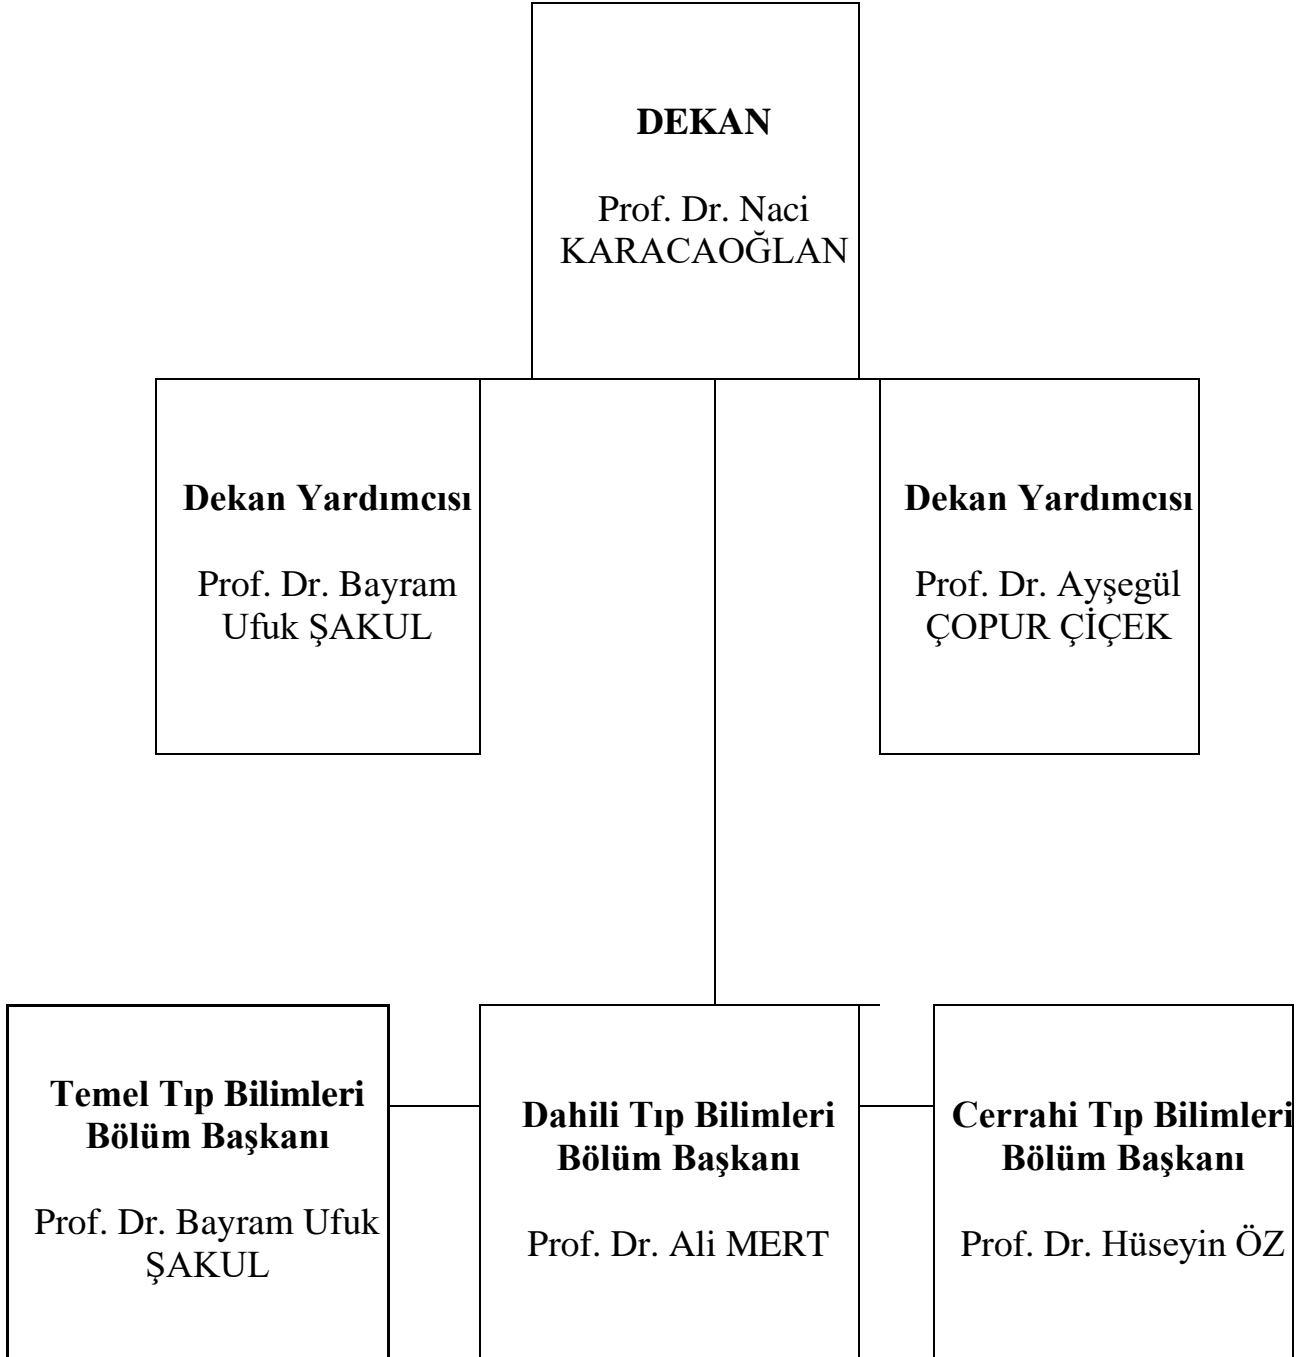 DEKAN
Prof. Dr. Naci
KARACAOĞLAN
Dekan Yardımcısı
Prof. Dr. Bayram
Ufuk ŞAKUL
Dekan Yardımcısı
Prof. Dr. Ayşegül
ÇOPUR ÇİÇEK
Temel Tıp Bilimleri
Bölüm Başkanı
Prof. Dr. Bayram Ufuk
ŞAKUL
Dahili Tıp Bilimleri
Bölüm Başkanı
Prof. Dr. Ali MERT
Cerrahi Tıp Bilimleri
Bölüm Başkanı
Prof. Dr. Hüseyin ÖZ